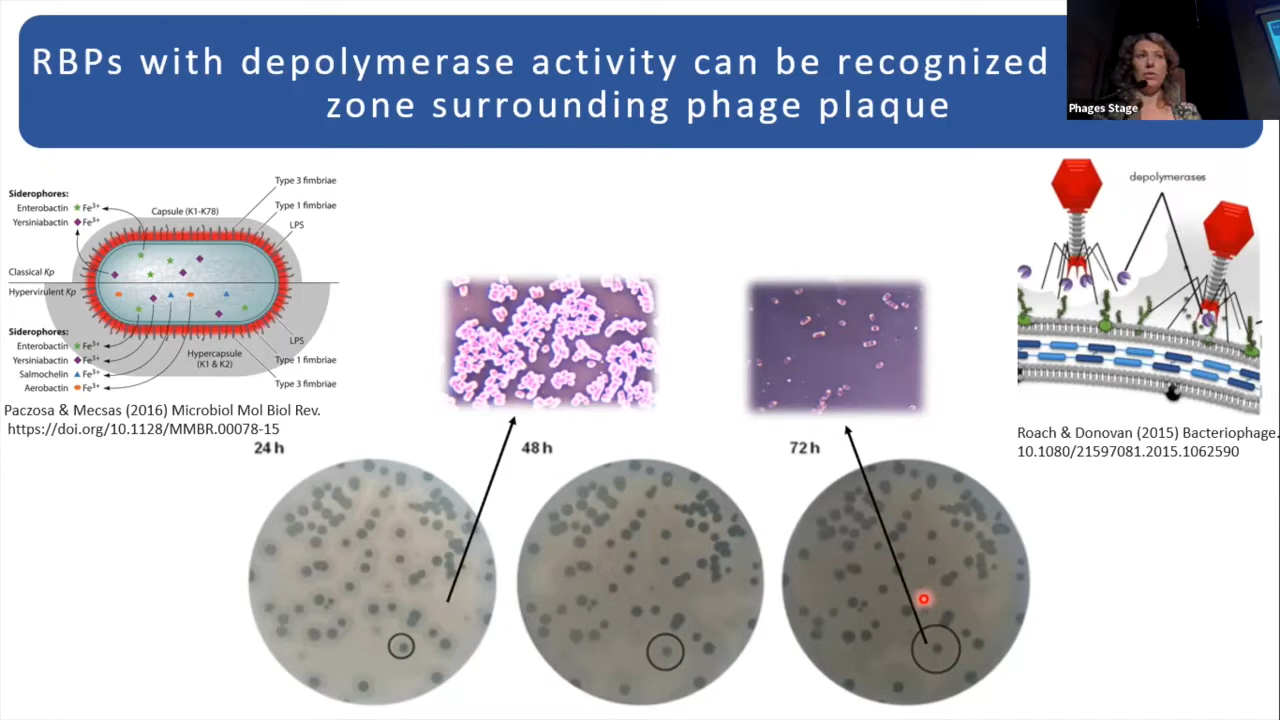 RBPs with depolymerase activity can be recognized
zone surrounding phage plaque
Phages Stage
Siderophores:
Enterobactin Fe³⁺
Yersiniabactin Fe³⁺
Capsule (K1-K78)
Type 3 fimbriae
Type 1 fimbriae
LPS
Classical Kp
Hypervirulent Kp
Siderophores:
Enterobactin Fe³⁺
Yersiniabactin Fe³⁺
Salmochelin Fe³⁺
Aerobactin Fe³⁺
Hypercapsule
(K1 & K2)
LPS
Type 1 fimbriae
Type 3 fimbriae
Paczosa & Mecsas (2016) Microbiol Mol Biol Rev.
https://doi.org/10.1128/MMBR.00078-15
depolymerases
Roach & Donovan (2015) Bacteriophage.
10.1080/21597081.2015.1062590
24 h
48 h
72 h